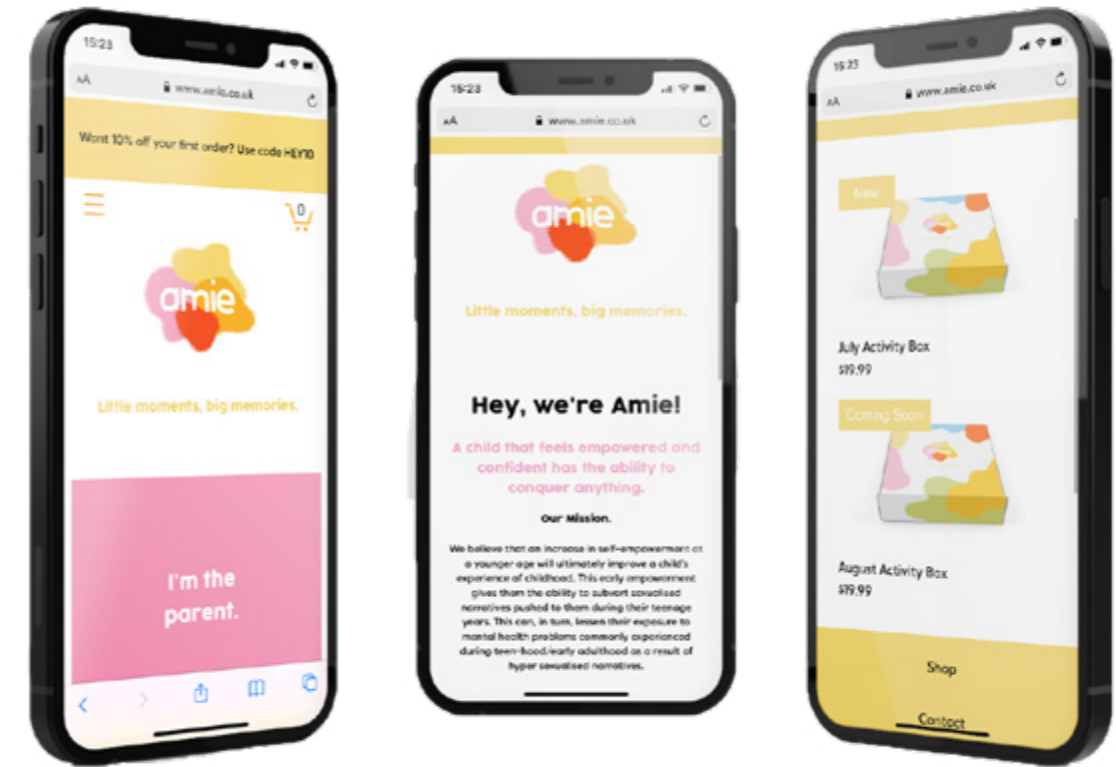 15:23
AA
www.amie.co.uk
Want 10% off your first order? Use code HEY10
0
amie
Little moments, big memories.
I'm the
parent.
15:23
AA
www.amie.co.uk
amie
Little moments, big memories.
Hey, we're Amie!
A child that feels empowered and
confident has the ability to
conquer anything.
Our Mission.
We believe that an increase in self-empowerment at
a younger age will ultimately improve a child's
experience of childhood. This early empowerment
gives them the ability to subvert sexualised
narratives pushed to them during their teenage
years. This can, in turn, lessen their exposure to
mental health problems commonly experienced
during teen-hood/early adulthood as a result of
hyper sexualised narratives.
15:23
AA
www.amie.co.uk
New
July Activity Box
$19.99
Coming Soon
August Activity Box
$19.99
Shop
Contact